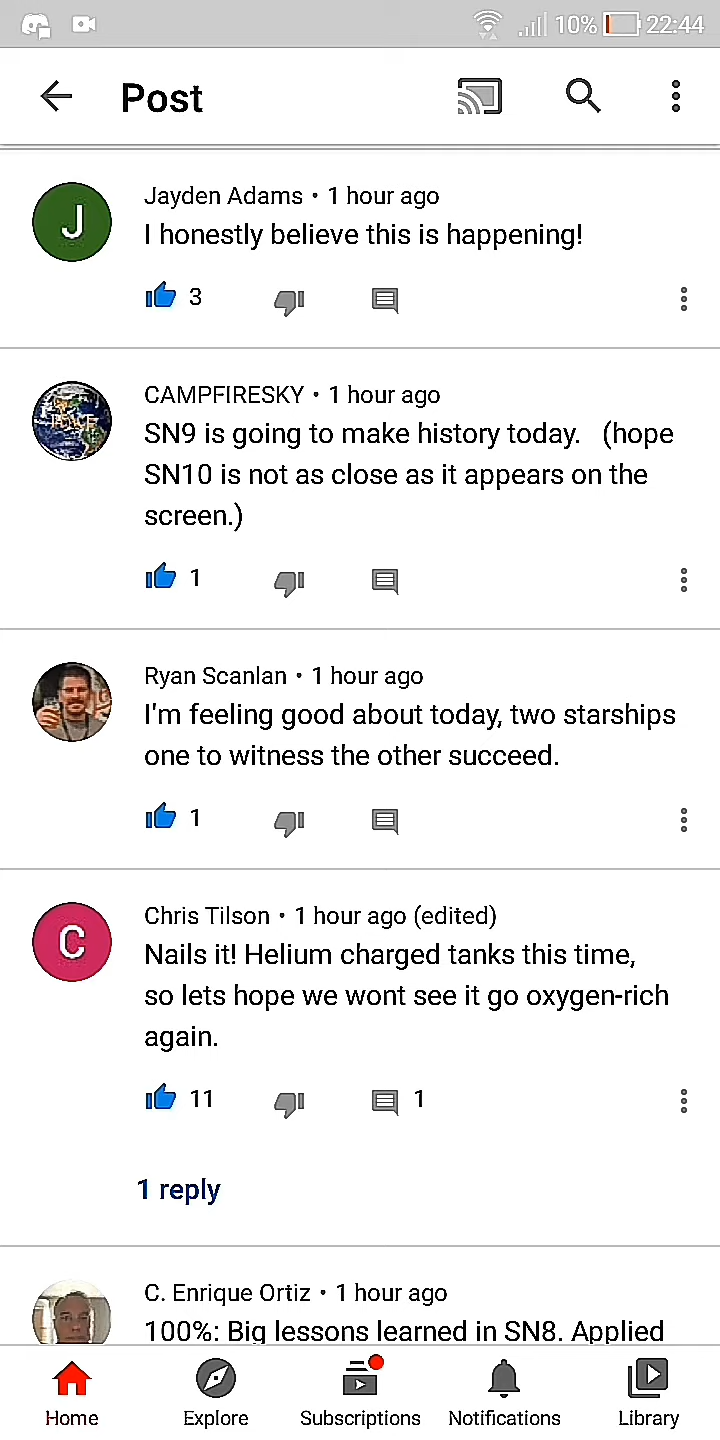 10% 22:44
Post
J
Jayden Adams • 1 hour ago
I honestly believe this is happening!
3
CAMPFIRESKY • 1 hour ago
SN9 is going to make history today. (hope
SN10 is not as close as it appears on the
screen.)
1
Ryan Scanlan • 1 hour ago
I'm feeling good about today, two starships
one to witness the other succeed.
1
C
Chris Tilson • 1 hour ago (edited)
Nails it! Helium charged tanks this time,
so lets hope we wont see it go oxygen-rich
again.
11 1
1 reply
C. Enrique Ortiz • 1 hour ago
100%: Big lessons learned in SN8. Applied
Home Explore Subscriptions Notifications Library